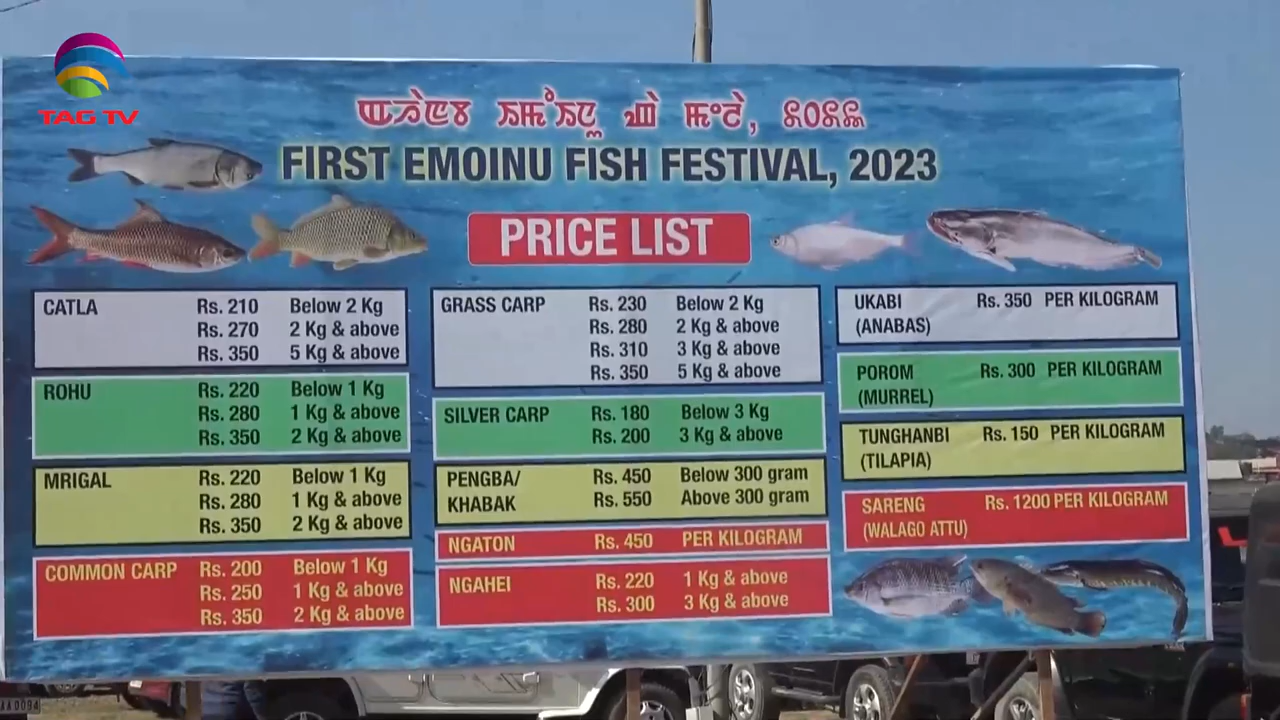 TAG TV
FIRST EMOINU FISH FESTIVAL, 2023
PRICE LIST
CATLA Rs. 210 Below 2 Kg
Rs. 270 2 Kg & above
Rs. 350 5 Kg & above
ROHU Rs. 220 Below 1 Kg
Rs. 280 1 Kg & above
Rs. 350 2 Kg & above
MRIGAL Rs. 220 Below 1 Kg
Rs. 280 1 Kg & above
Rs. 350 2 Kg & above
COMMON CARP Rs. 200 Below 1 Kg
Rs. 250 1 Kg & above
Rs. 350 2 Kg & above
GRASS CARP Rs. 230 Below 2 Kg
Rs. 280 2 Kg & above
Rs. 310 3 Kg & above
Rs. 350 5 Kg & above
SILVER CARP Rs. 180 Below 3 Kg
Rs. 200 3 Kg & above
PENGBA/ Rs. 450 Below 300 gram
KHABAK Rs. 550 Above 300 gram
NGATON Rs. 450 PER KILOGRAM
NGAHEI Rs. 220 1 Kg & above
Rs. 300 3 Kg & above
UKABI Rs. 350 PER KILOGRAM
(ANABAS)
POROM Rs. 300 PER KILOGRAM
(MURREL)
TUNGHANBI Rs. 150 PER KILOGRAM
(TILAPIA)
SARENG Rs. 1200 PER KILOGRAM
(WALAGO ATTU)